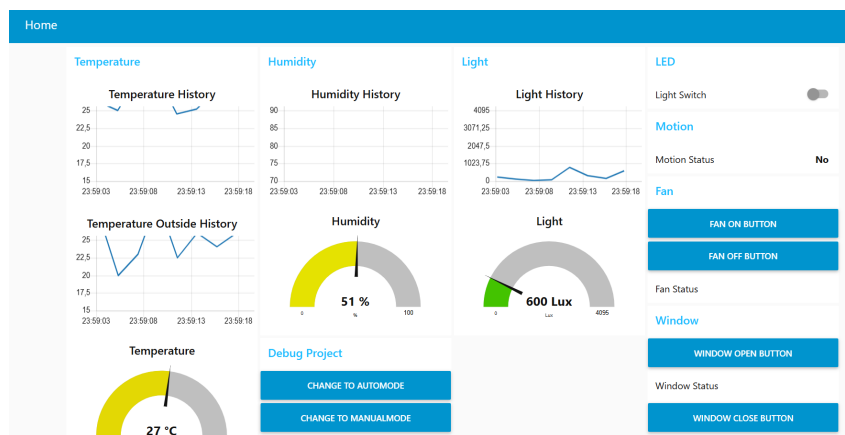 Home
Temperature
Temperature History
25
22,5
20
17,5
15
23:59:03 23:59:08 23:59:13 23:59:18
Temperature Outside History
25
22,5
20
17,5
15
23:59:03 23:59:08 23:59:13 23:59:18
Temperature
27 °C
Humidity
Humidity History
90
85
80
75
70
23:59:03 23:59:08 23:59:13 23:59:18
Humidity
51 %
0 % 100
Debug Project
CHANGE TO AUTOMODE
CHANGE TO MANUALMODE
Light
Light History
4095
3071,25
2047,5
1023,75
0
23:59:03 23:59:08 23:59:13 23:59:18
Light
600 Lux
0 Lux 4095
LED
Light Switch
Motion
Motion Status No
Fan
FAN ON BUTTON
FAN OFF BUTTON
Fan Status
Window
WINDOW OPEN BUTTON
Window Status
WINDOW CLOSE BUTTON